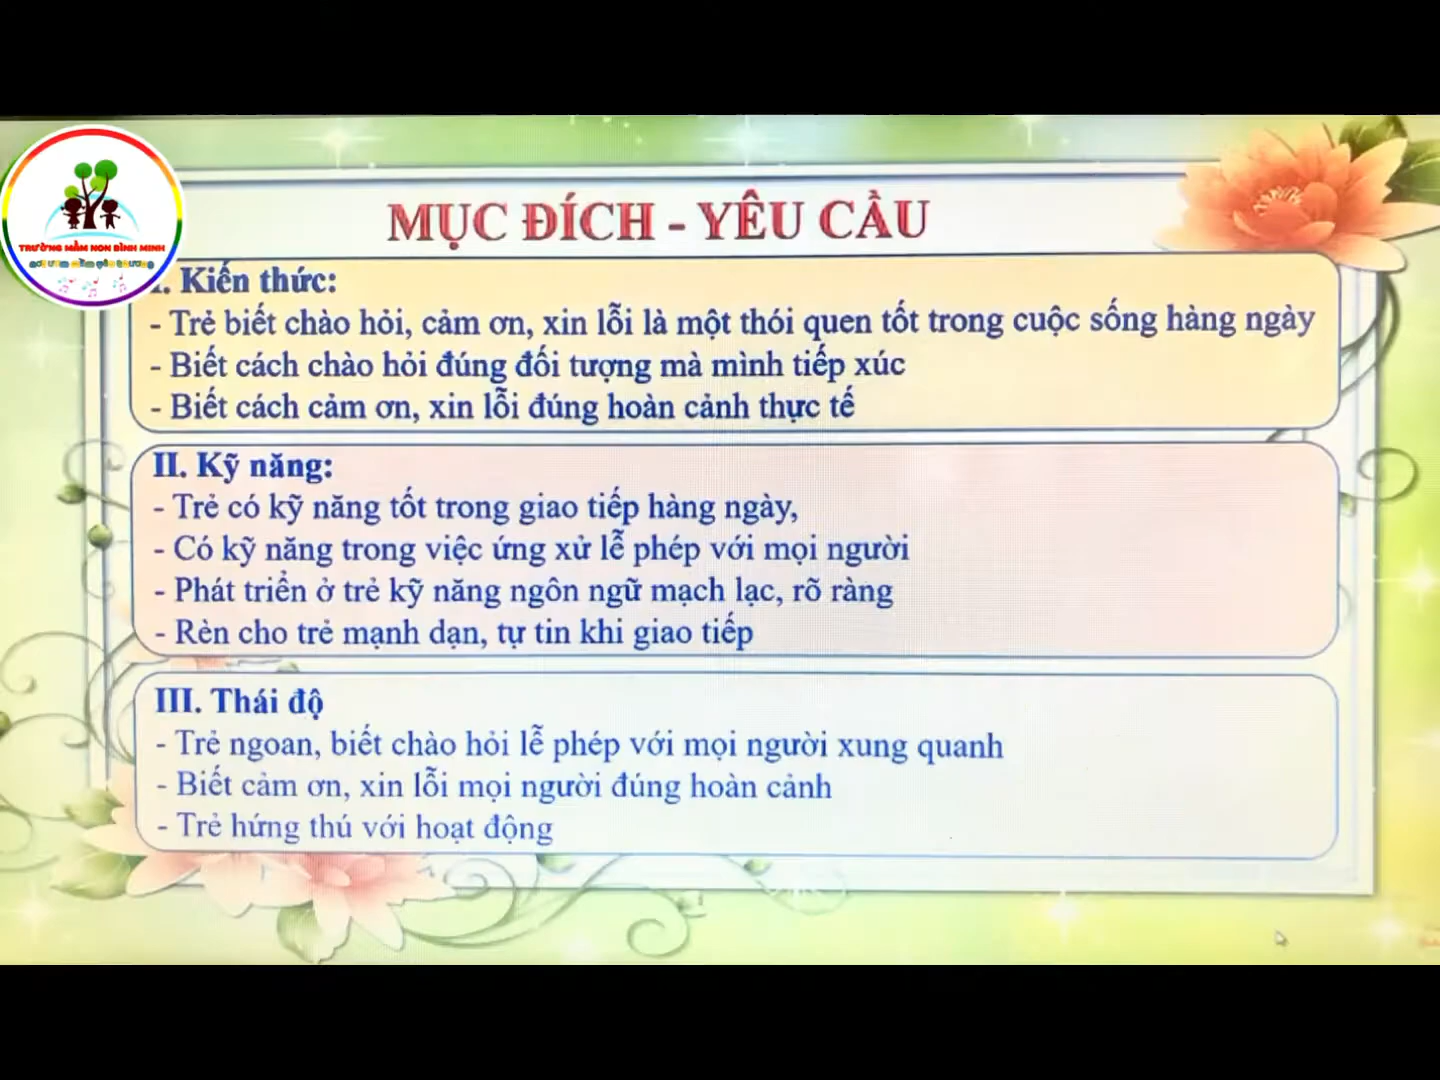 TRƯỜNG MẦM NON BÌNH MINH
MỤC ĐÍCH - YÊU CẦU
. Kiến thức:
- Trẻ biết chào hỏi, cảm ơn, xin lỗi là một thói quen tốt trong cuộc sống hàng ngày
- Biết cách chào hỏi đúng đối tượng mà mình tiếp xúc
- Biết cách cảm ơn, xin lỗi đúng hoàn cảnh thực tế
II. Kỹ năng:
- Trẻ có kỹ năng tốt trong giao tiếp hàng ngày,
- Có kỹ năng trong việc ứng xử lễ phép với mọi người
- Phát triển ở trẻ kỹ năng ngôn ngữ mạch lạc, rõ ràng
- Rèn cho trẻ mạnh dạn, tự tin khi giao tiếp
III. Thái độ
- Trẻ ngoan, biết chào hỏi lễ phép với mọi người xung quanh
- Biết cảm ơn, xin lỗi mọi người đúng hoàn cảnh
- Trẻ hứng thú với hoạt động